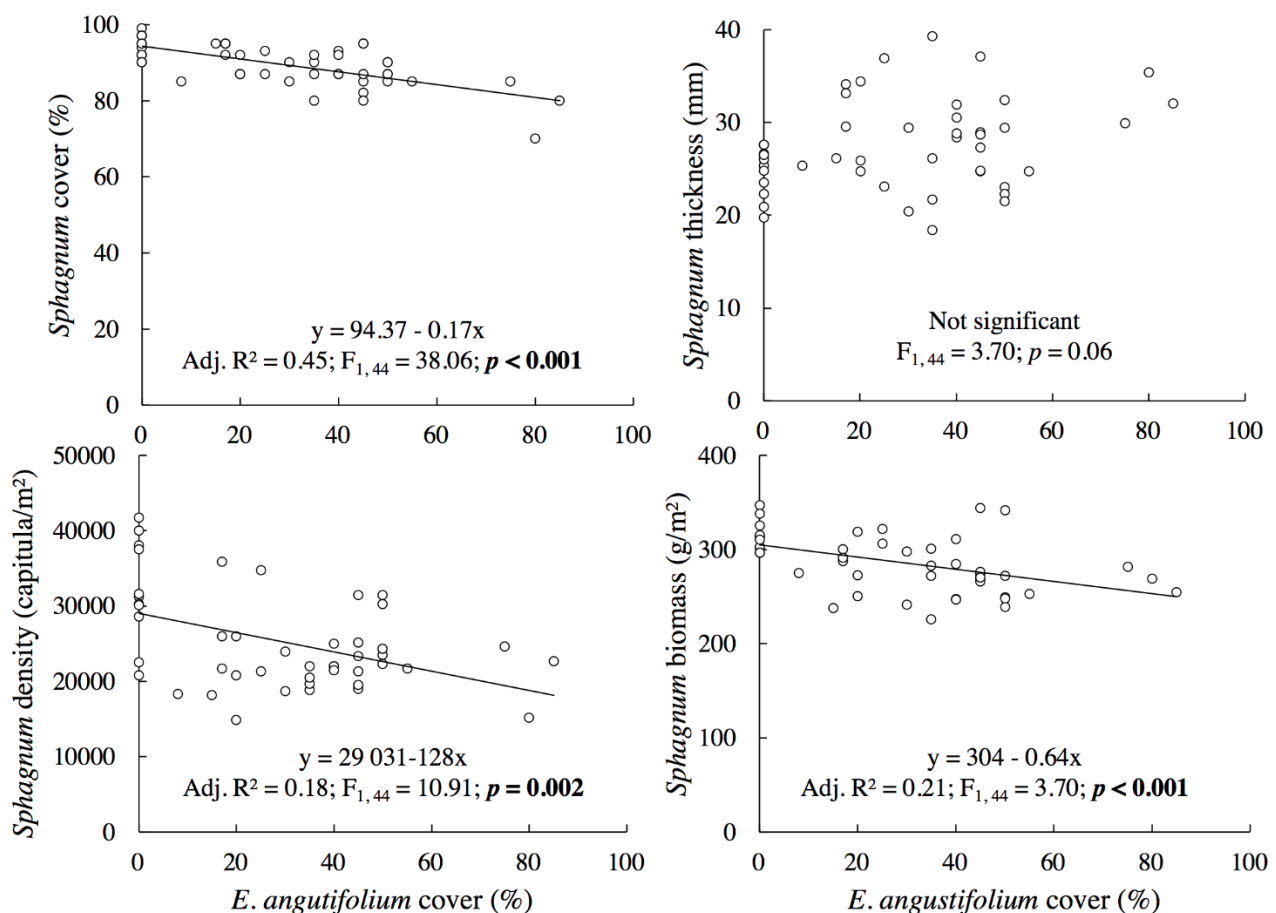 Sphagnum cover (%)
100
80
60
40
20
0
y = 94.37 - 0.17x
Adj. R² = 0.45; F1, 44 = 38.06; p < 0.001
0 20 40 60 80 100
Sphagnum thickness (mm)
40
30
20
10
0
Not significant
F1, 44 = 3.70; p = 0.06
0 20 40 60 80 100
Sphagnum density (capitula/m²)
50000
40000
30000
20000
10000
0
y = 29 031-128x
Adj. R² = 0.18; F1, 44 = 10.91; p = 0.002
0 20 40 60 80 100
E. angutifolium cover (%)
Sphagnum biomass (g/m²)
400
300
200
100
0
y = 304 - 0.64x
Adj. R² = 0.21; F1, 44 = 3.70; p < 0.001
0 20 40 60 80 100
E. angustifolium cover (%)